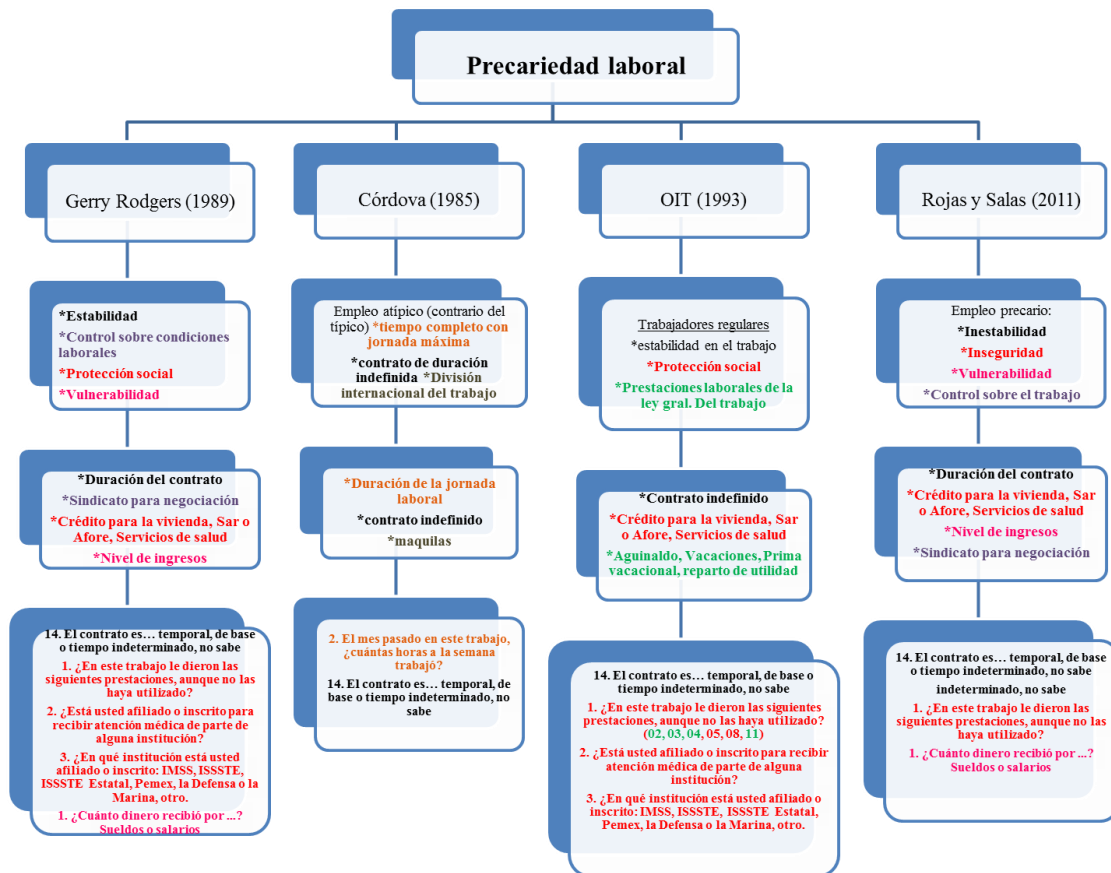 Precariedad laboral
Gerry Rodgers (1989)
*Estabilidad
*Control sobre condiciones
laborales
*Protección social
*Vulnerabilidad
*Duración del contrato
*Sindicato para negociación
*Crédito para la vivienda, Sar o
Afore, Servicios de salud
*Nivel de ingresos
14. El contrato es… temporal, de base
o tiempo indeterminado, no sabe
1. ¿En este trabajo le dieron las
siguientes prestaciones, aunque no las
haya utilizado?
2. ¿Está usted afiliado o inscrito para
recibir atención médica de parte de
alguna institución?
3. ¿En qué institución está usted
afiliado o inscrito: IMSS, ISSSTE,
ISSSTE Estatal, Pemex, la Defensa o la
Marina, otro.
1. ¿Cuánto dinero recibió por ...?
Sueldos o salarios
Córdova (1985)
Empleo atípico (contrario del
típico) *tiempo completo con
jornada máxima
*contrato de duración
indefinida *División
internacional del trabajo
*Duración de la jornada
laboral
*contrato indefinido
*maquilas
2. El mes pasado en este trabajo,
¿cuántas horas a la semana
trabajó?
14. El contrato es… temporal, de
base o tiempo indeterminado, no
sabe
OIT (1993)
Trabajadores regulares
*estabilidad en el trabajo
*Protección social
*Prestaciones laborales de la
ley gral. Del trabajo
*Contrato indefinido
*Crédito para la vivienda, Sar
o Afore, Servicios de salud
*Aguinaldo, Vacaciones, Prima
vacacional, reparto de utilidad
14. El contrato es… temporal, de base o
tiempo indeterminado, no sabe
1. ¿En este trabajo le dieron las siguientes
prestaciones, aunque no las haya utilizado?
(02, 03, 04, 05, 08, 11)
2. ¿Está usted afiliado o inscrito para recibir
atención médica de parte de alguna
institución?
3. ¿En qué institución está usted afiliado o
inscrito: IMSS, ISSSTE, ISSSTE Estatal,
Pemex, la Defensa o la Marina, otro.
Rojas y Salas (2011)
Empleo precario:
*Inestabilidad
*Inseguridad
*Vulnerabilidad
*Control sobre el trabajo
*Duración del contrato
*Crédito para la vivienda, Sar
o Afore, Servicios de salud
*Nivel de ingresos
*Sindicato para negociación
14. El contrato es… temporal, de base
o tiempo indeterminado, no sabe
indeterminado, no sabe
1. ¿En este trabajo le dieron las
siguientes prestaciones, aunque no las
haya utilizado?
1. ¿Cuánto dinero recibió por ...?
Sueldos o salarios